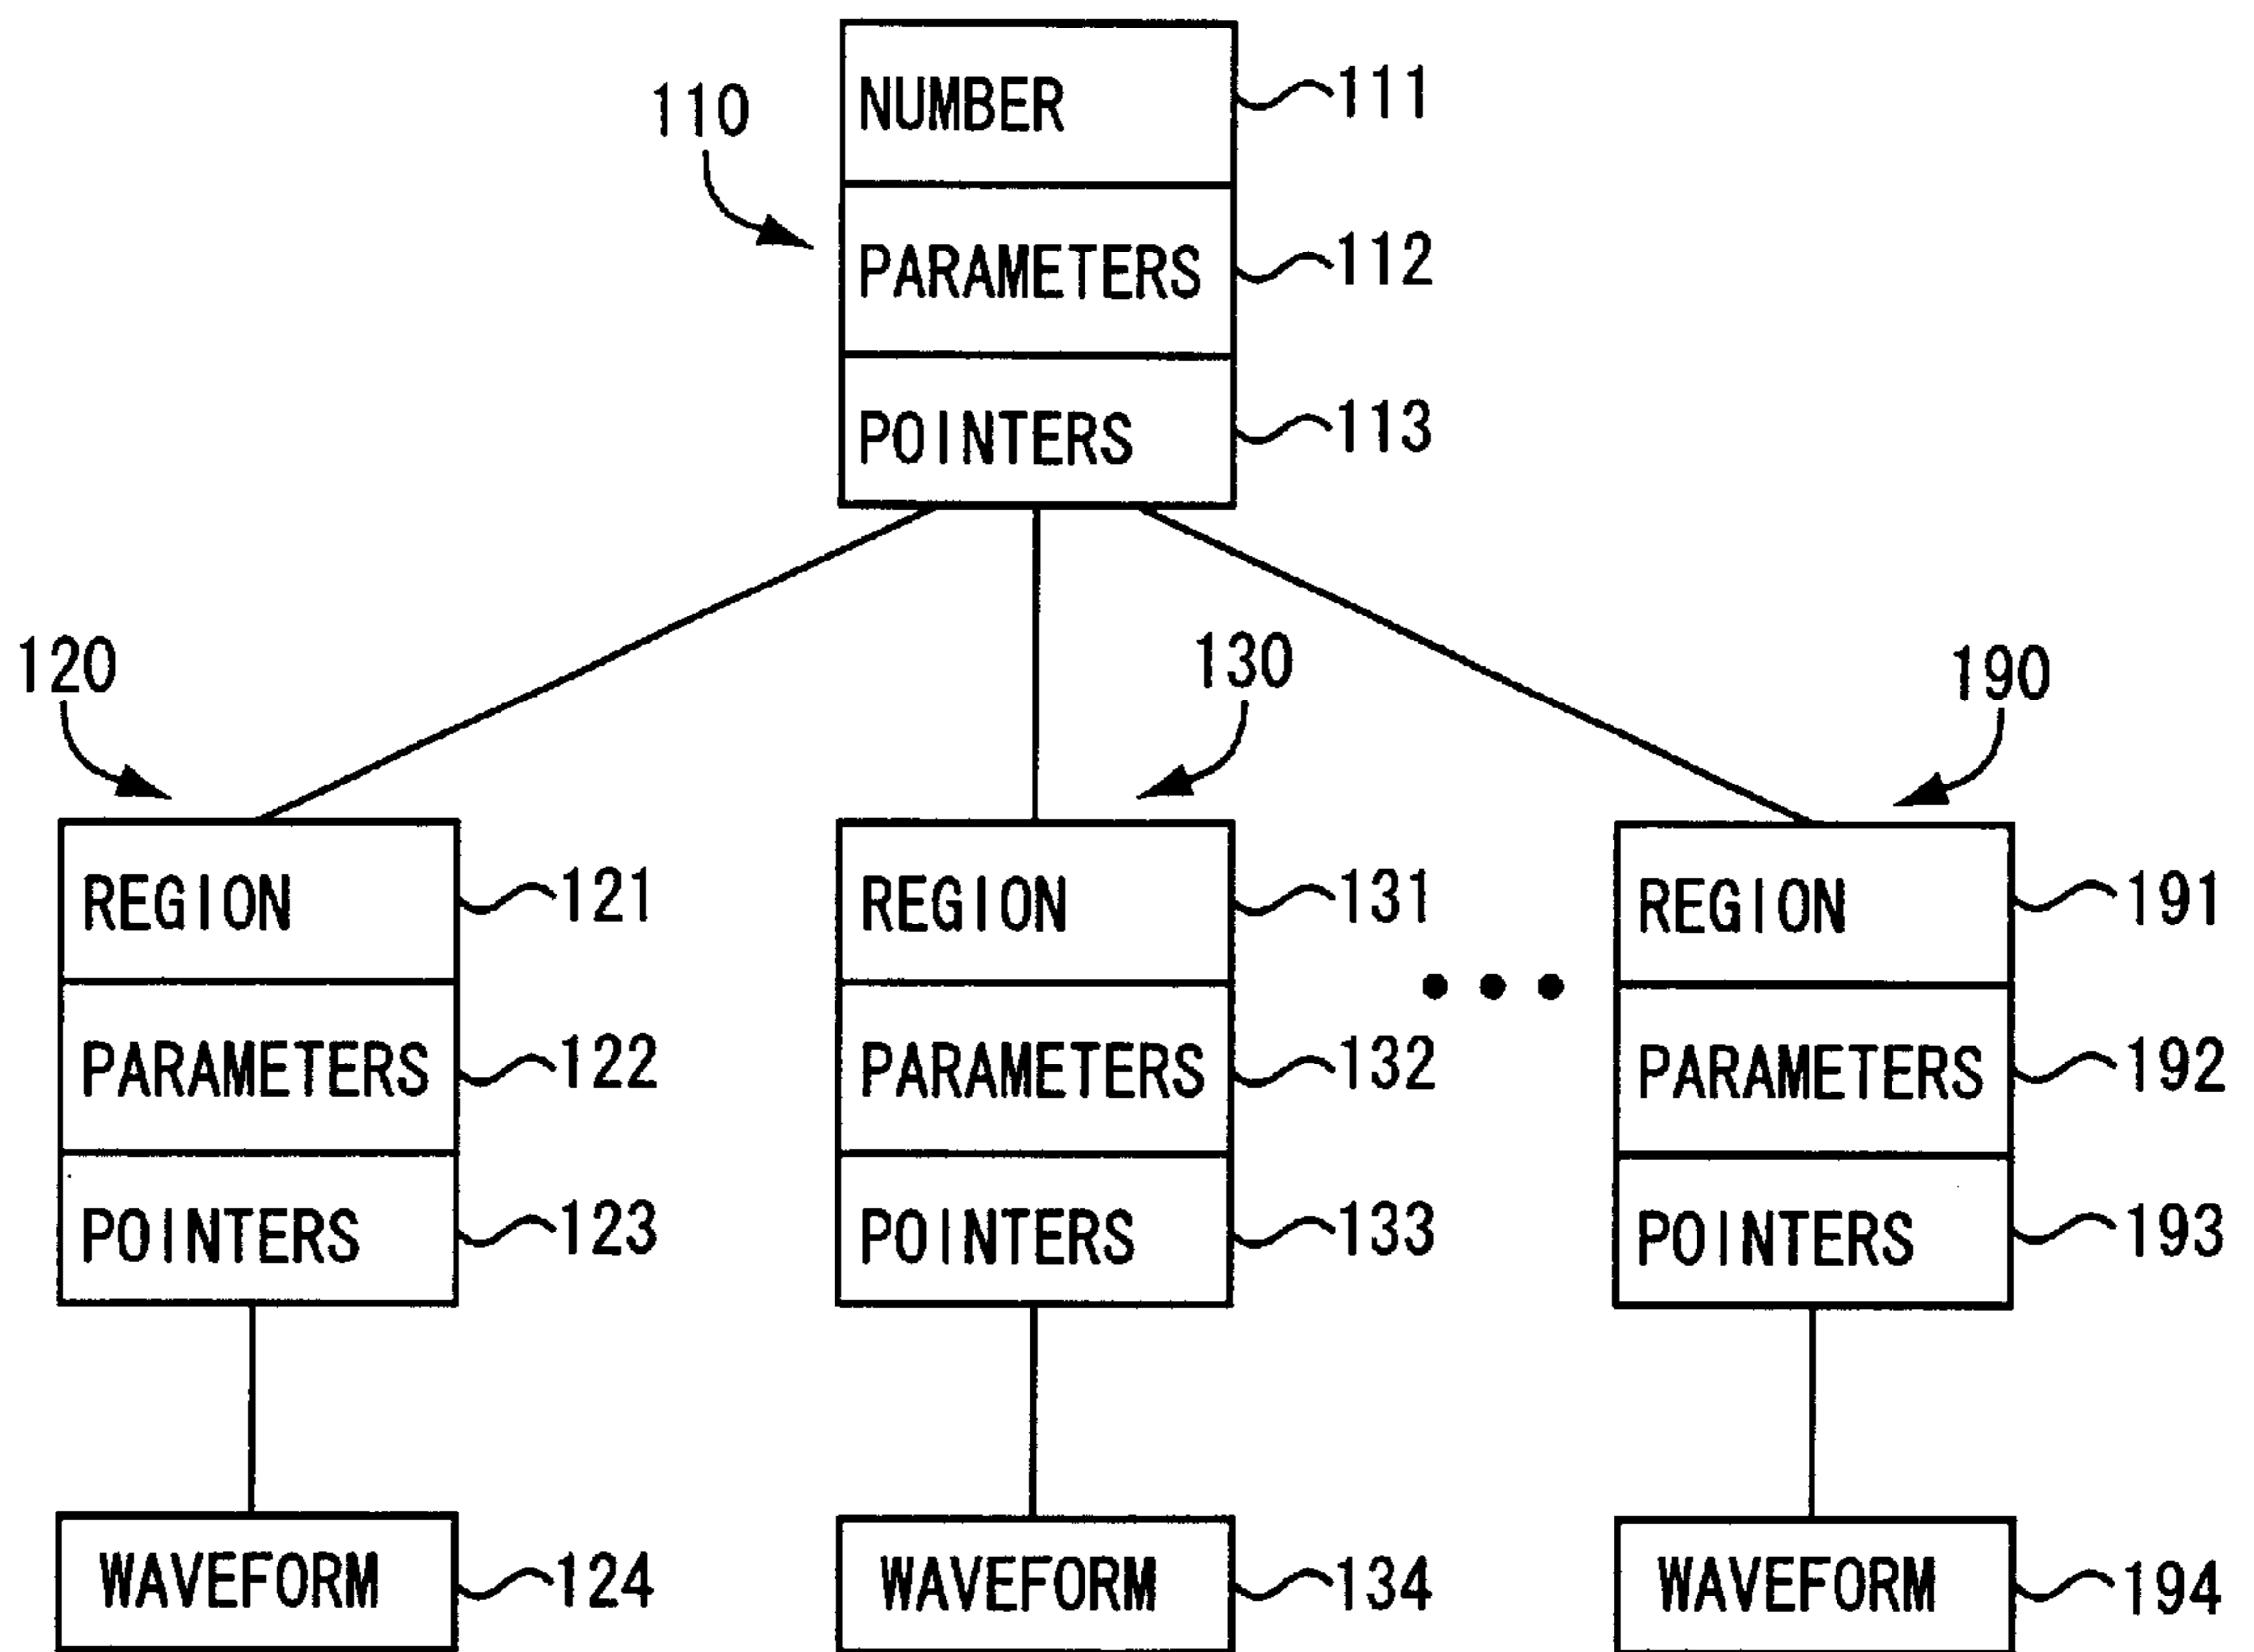 110
NUMBER 111
PARAMETERS 112
POINTERS 113
120 130 190
REGION 121 REGION 131 REGION 191
PARAMETERS 122 PARAMETERS 132 PARAMETERS 192
POINTERS 123 POINTERS 133 POINTERS 193
WAVEFORM 124 WAVEFORM 134 WAVEFORM 194